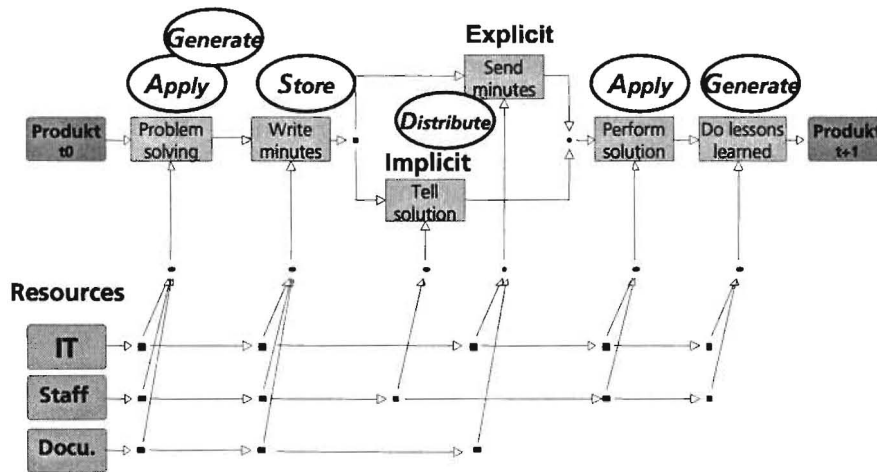 Generate
Explicit
Apply
Store
Send
minutes
Apply
Generate
Distribute
Produkt
t0
Problem
solving
Write
minutes
Perform
solution
Do lessons
learned
Produkt
t+1
Implicit
Tell
solution
Resources
IT
Staff
Docu.